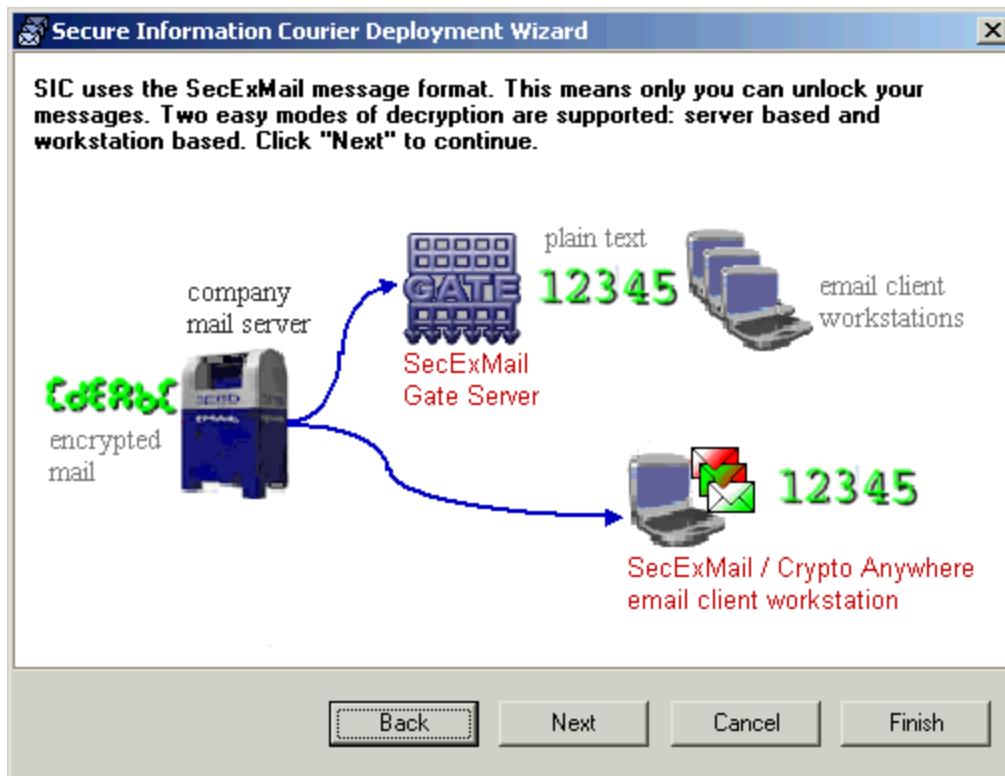 Secure Information Courier Deployment Wizard
SIC uses the SecExMail message format. This means only you can unlock your
messages. Two easy modes of decryption are supported: server based and
workstation based. Click "Next" to continue.
plain text
GATE
12345
email client
workstations
company
mail server
SecExMail
Gate Server
CdERbC
encrypted
mail
12345
SecExMail / Crypto Anywhere
email client workstation
Back
Next
Cancel
Finish